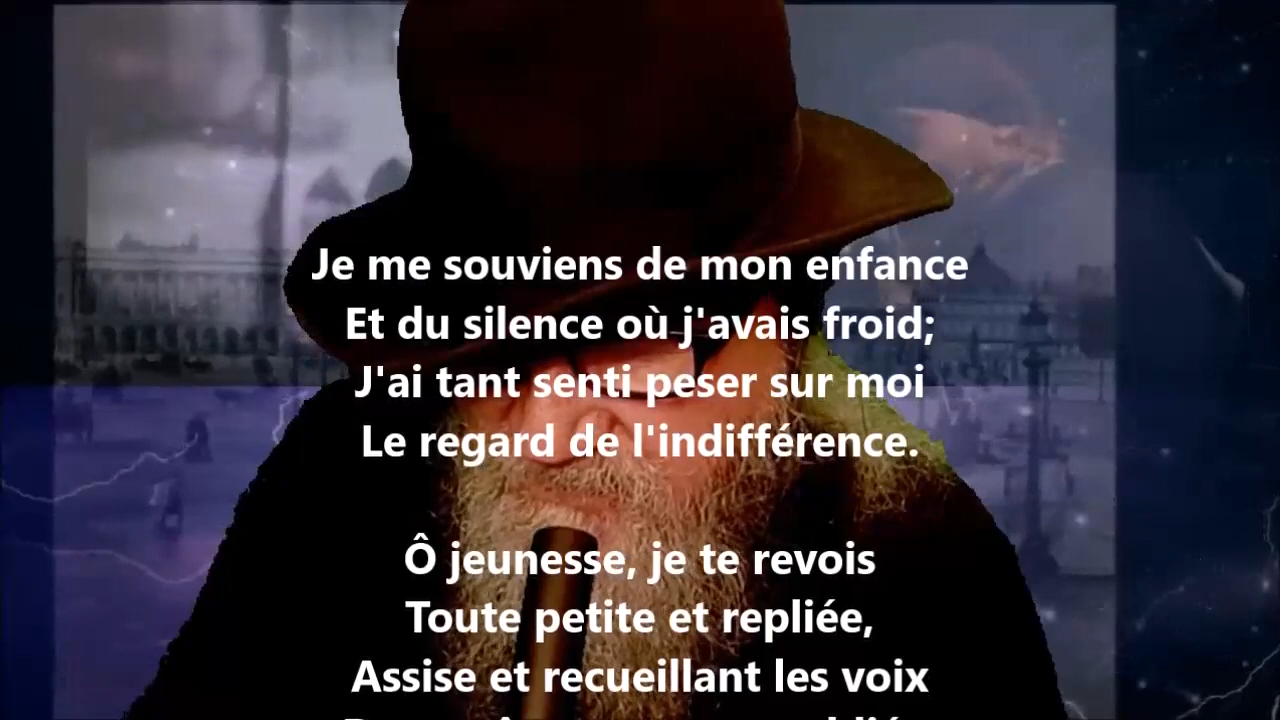 Je me souviens de mon enfance
Et du silence où j'avais froid;
J'ai tant senti peser sur moi
Le regard de l'indifférence.
Ô jeunesse, je te revois
Toute petite et repliée,
Assise et recueillant les voix